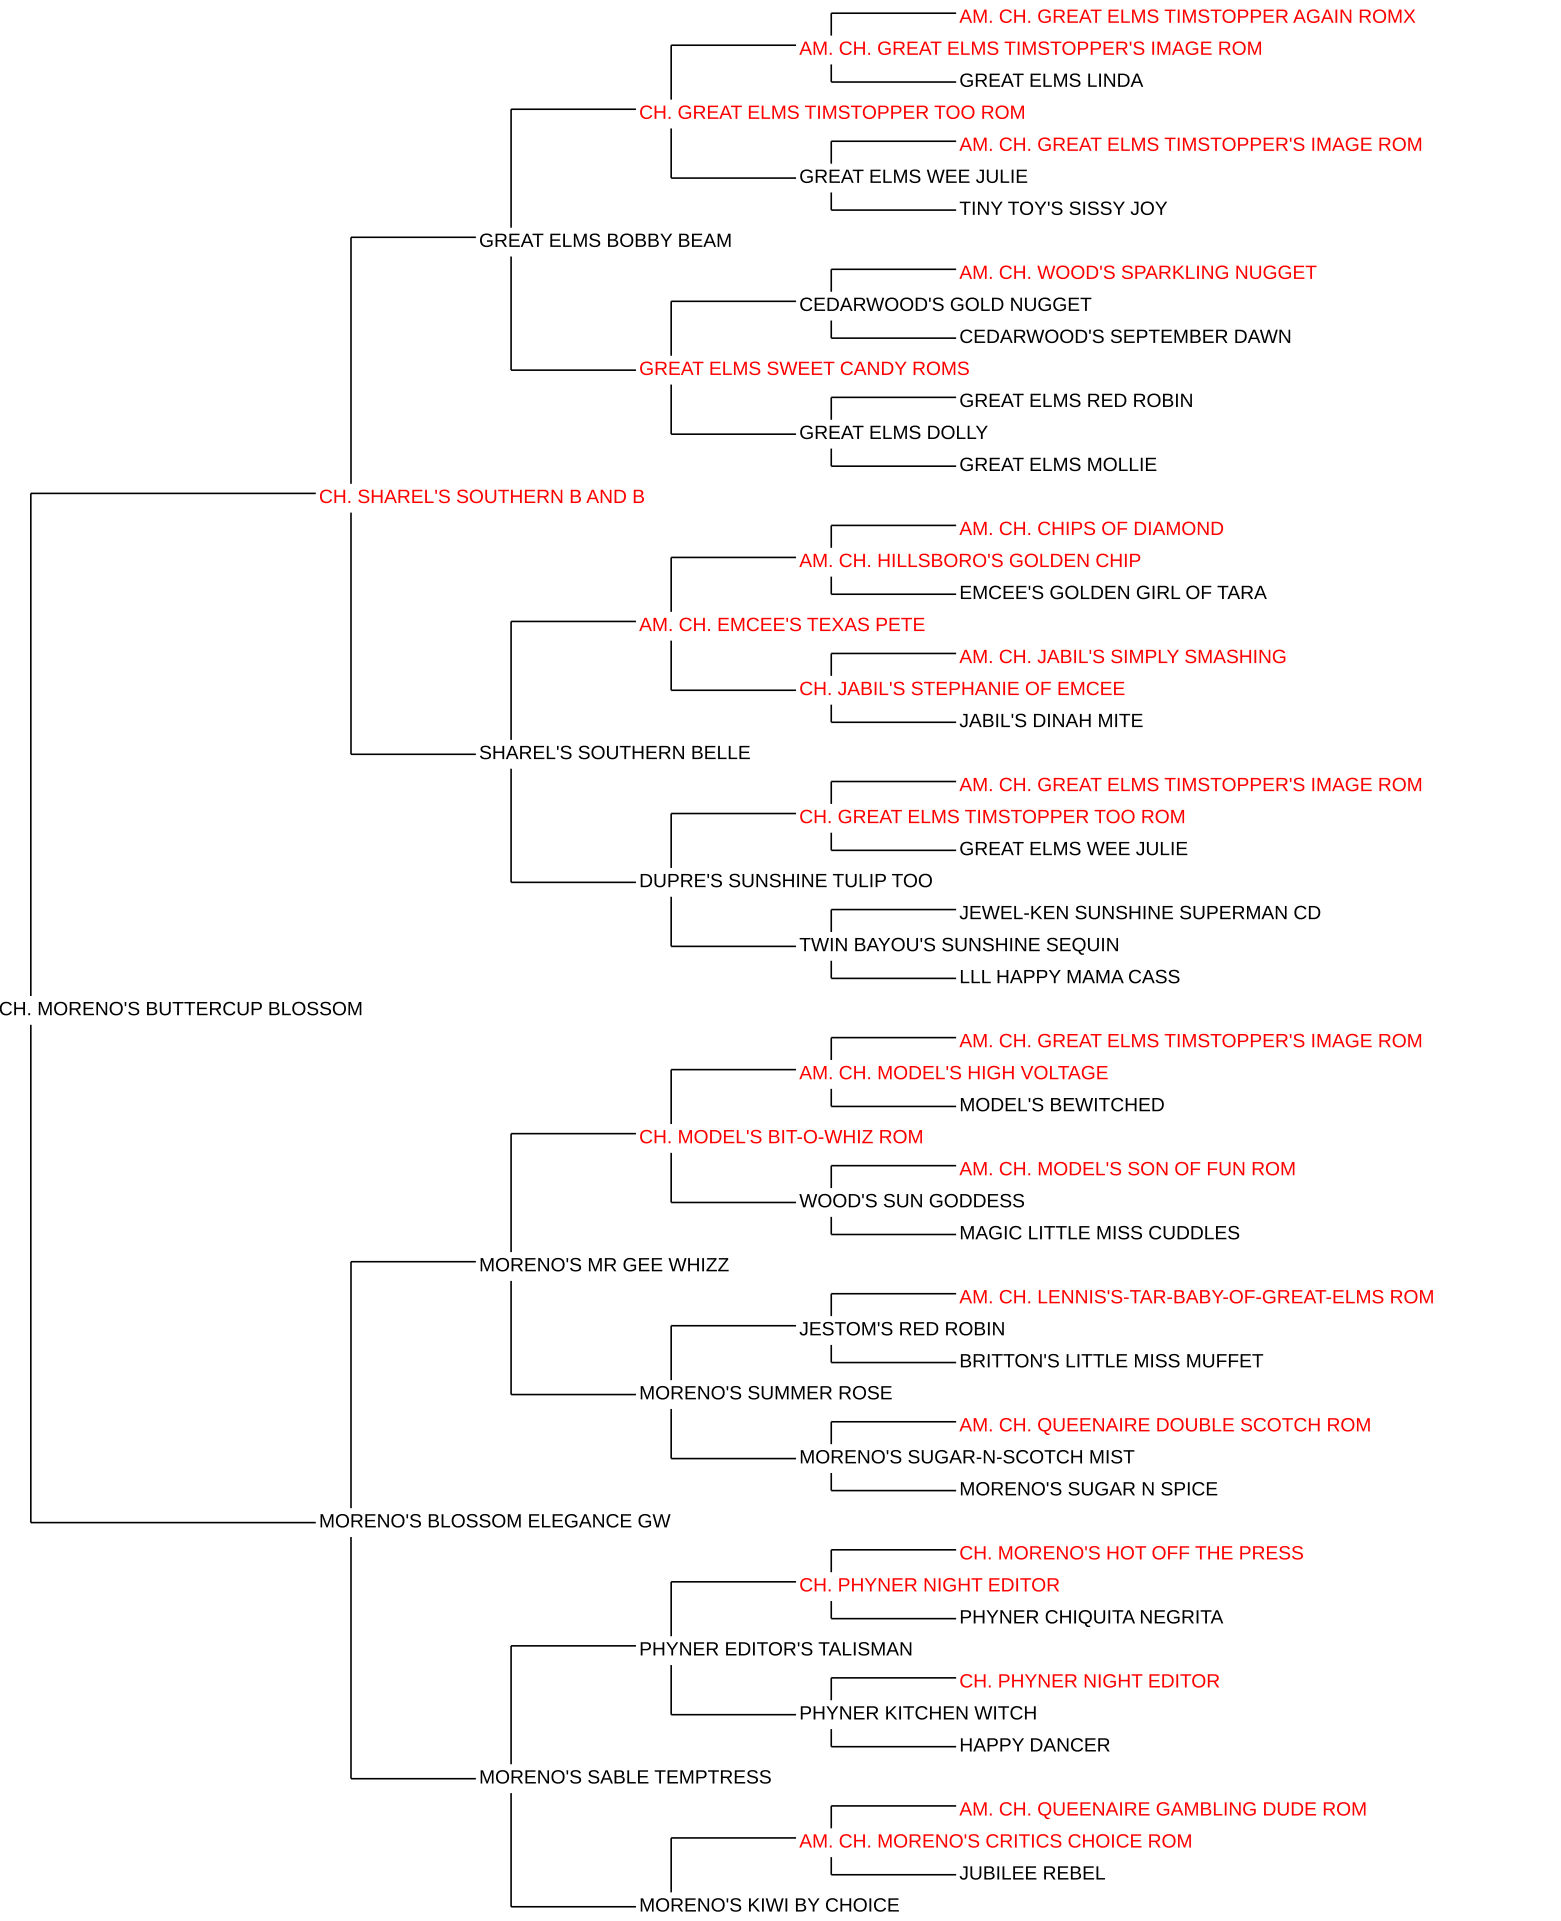 AM. CH. GREAT ELMS TIMSTOPPER AGAIN ROMX
AM. CH. GREAT ELMS TIMSTOPPER'S IMAGE ROM
GREAT ELMS LINDA
CH. GREAT ELMS TIMSTOPPER TOO ROM
AM. CH. GREAT ELMS TIMSTOPPER'S IMAGE ROM
GREAT ELMS WEE JULIE
TINY TOY'S SISSY JOY
GREAT ELMS BOBBY BEAM
AM. CH. WOOD'S SPARKLING NUGGET
CEDARWOOD'S GOLD NUGGET
CEDARWOOD'S SEPTEMBER DAWN
GREAT ELMS SWEET CANDY ROMS
GREAT ELMS RED ROBIN
GREAT ELMS DOLLY
GREAT ELMS MOLLIE
CH. SHAREL'S SOUTHERN B AND B
AM. CH. CHIPS OF DIAMOND
AM. CH. HILLSBORO'S GOLDEN CHIP
EMCEE'S GOLDEN GIRL OF TARA
AM. CH. EMCEE'S TEXAS PETE
AM. CH. JABIL'S SIMPLY SMASHING
CH. JABIL'S STEPHANIE OF EMCEE
JABIL'S DINAH MITE
SHAREL'S SOUTHERN BELLE
AM. CH. GREAT ELMS TIMSTOPPER'S IMAGE ROM
CH. GREAT ELMS TIMSTOPPER TOO ROM
GREAT ELMS WEE JULIE
DUPRE'S SUNSHINE TULIP TOO
JEWEL-KEN SUNSHINE SUPERMAN CD
TWIN BAYOU'S SUNSHINE SEQUIN
LLL HAPPY MAMA CASS
CH. MORENO'S BUTTERCUP BLOSSOM
AM. CH. GREAT ELMS TIMSTOPPER'S IMAGE ROM
AM. CH. MODEL'S HIGH VOLTAGE
MODEL'S BEWITCHED
CH. MODEL'S BIT-O-WHIZ ROM
AM. CH. MODEL'S SON OF FUN ROM
WOOD'S SUN GODDESS
MAGIC LITTLE MISS CUDDLES
MORENO'S MR GEE WHIZZ
AM. CH. LENNIS'S-TAR-BABY-OF-GREAT-ELMS ROM
JESTOM'S RED ROBIN
BRITTON'S LITTLE MISS MUFFET
MORENO'S SUMMER ROSE
AM. CH. QUEENAIRE DOUBLE SCOTCH ROM
MORENO'S SUGAR-N-SCOTCH MIST
MORENO'S SUGAR N SPICE
MORENO'S BLOSSOM ELEGANCE GW
CH. MORENO'S HOT OFF THE PRESS
CH. PHYNER NIGHT EDITOR
PHYNER CHIQUITA NEGRITA
PHYNER EDITOR'S TALISMAN
CH. PHYNER NIGHT EDITOR
PHYNER KITCHEN WITCH
HAPPY DANCER
MORENO'S SABLE TEMPTRESS
AM. CH. QUEENAIRE GAMBLING DUDE ROM
AM. CH. MORENO'S CRITICS CHOICE ROM
JUBILEE REBEL
MORENO'S KIWI BY CHOICE